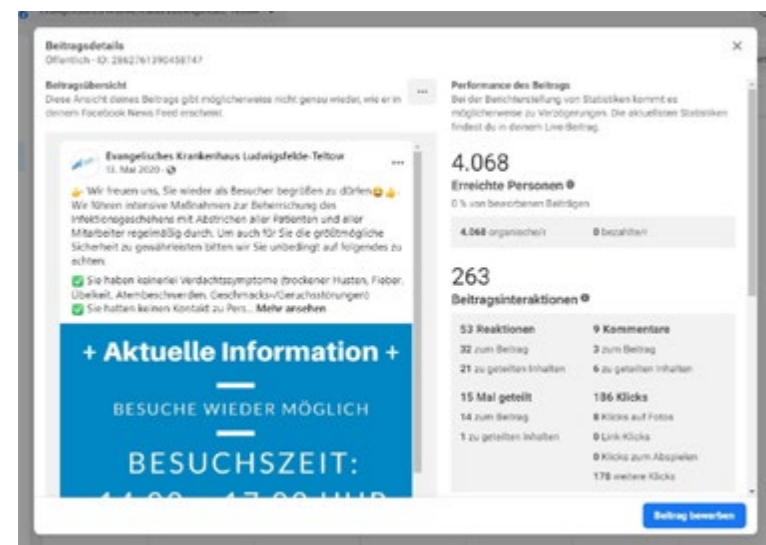 Beitragsdetails
Öffentlich · ID: 2862761390458747
Beitragsübersicht
Diese Ansicht deines Beitrags gibt möglicherweise nicht genau wieder, wie er in
deinem Facebook News Feed erscheint.
Evangelisches Krankenhaus Ludwigsfelde-Teltow
13. Mai 2020 ·
Wir freuen uns, Sie wieder als Besucher begrüßen zu dürfen
Wir führen intensive Maßnahmen zur Beherrschung des
Infektionsgeschehens mit Abstrichen aller Patienten und aller
Mitarbeiter regelmäßig durch. Um auch für Sie die größtmögliche
Sicherheit zu gewährleisten bitten wir Sie unbedingt auf folgendes zu
achten:
✅ Sie haben keinerlei Verdachtssymptome (trockener Husten, Fieber,
Übelkeit, Atembeschwerden, Geschmacks-/Geruchsstörungen)
✅ Sie hatten keinen Kontakt zu Pers... Mehr ansehen
+ Aktuelle Information +
BESUCHE WIEDER MÖGLICH
BESUCHSZEIT:
14.00 - 17.00 UHR
Performance des Beitrags
Bei der Berichterstellung von Statistiken kommt es
möglicherweise zu Verzögerungen. Die aktuellsten Statistiken
findest du in deinem Live-Beitrag.
4.068
Erreichte Personen
0 % von beworbenen Beiträgen
4.068 organische/r
0 bezahlte/r
263
Beitragsinteraktionen
53 Reaktionen
32 zum Beitrag
21 zu geteilten Inhalten
9 Kommentare
3 zum Beitrag
6 zu geteilten Inhalten
15 Mal geteilt
14 zum Beitrag
1 zu geteilten Inhalten
186 Klicks
8 Klicks auf Fotos
0 Link-Klicks
0 Klicks zum Abspielen
178 weitere Klicks
Beitrag bewerben